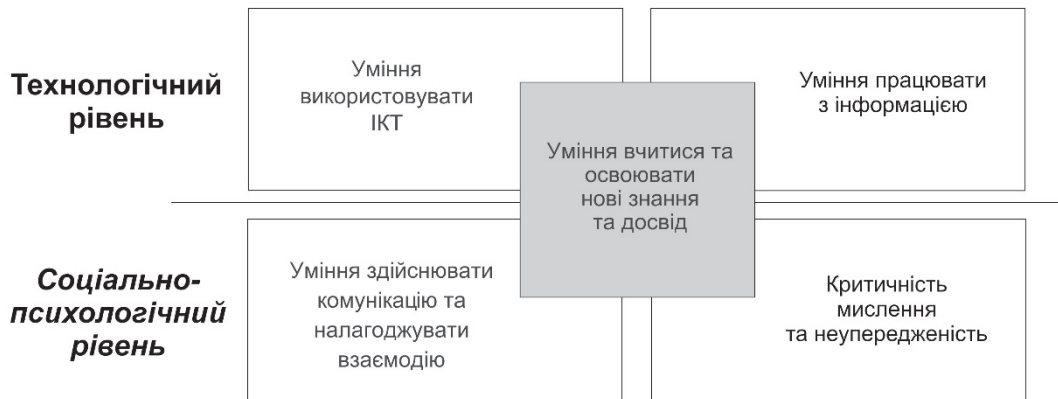 Технологічний
рівень
Уміння
використовувати
ІКТ
Уміння працювати
з інформацією
Уміння вчитися та
освоювати
нові знання
та досвід
Соціально-
психологічний
рівень
Уміння здійснювати
комунікацію та
налагоджувати
взаємодію
Критичність
мислення
та неупередженість